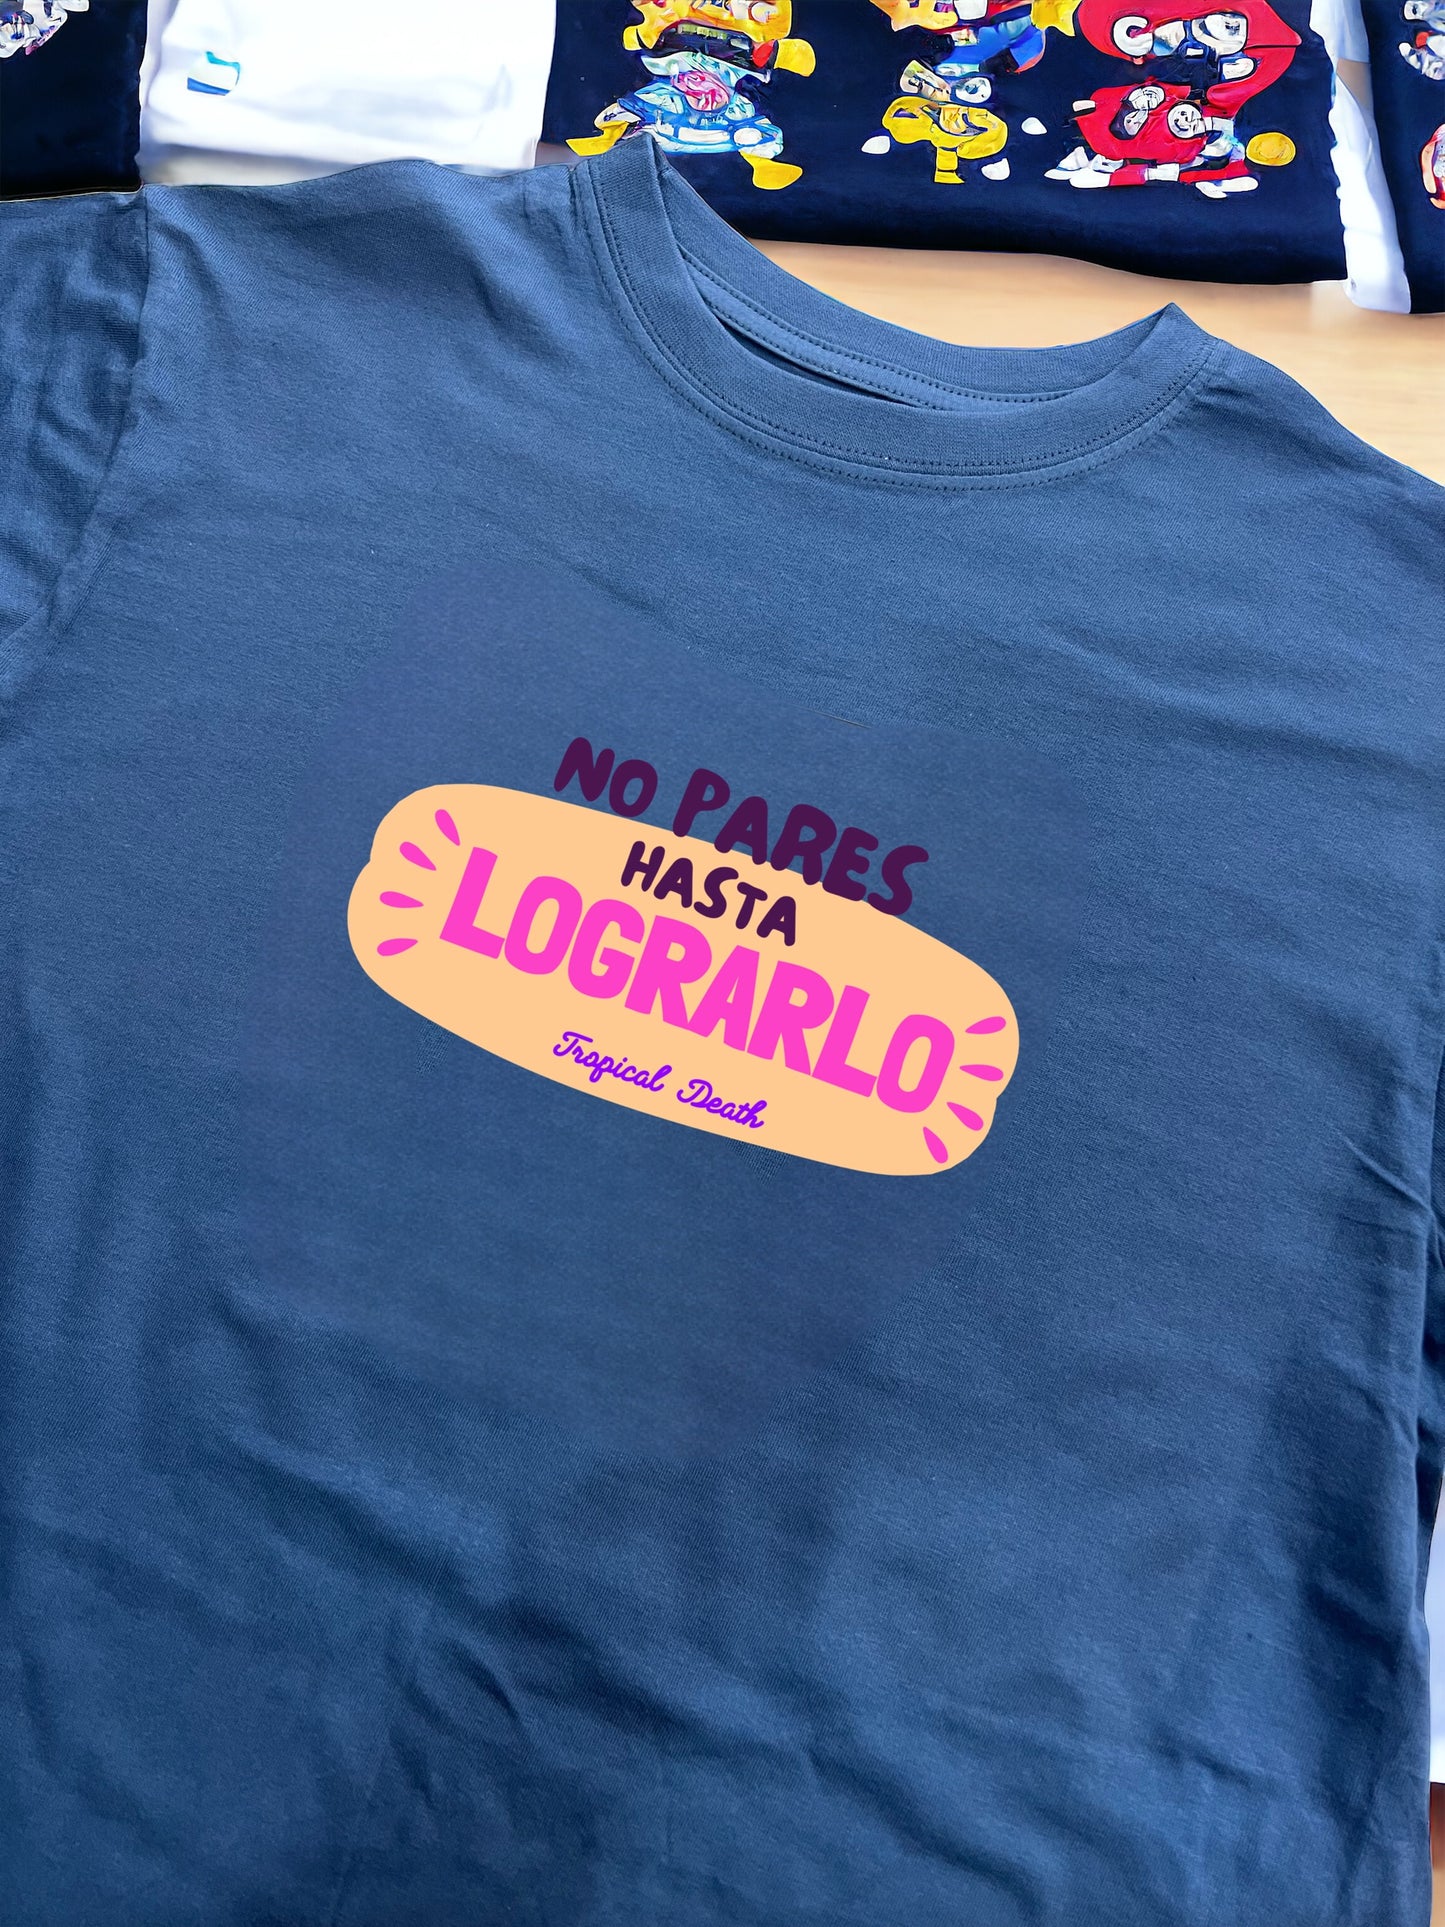 NO PARES
HASTA
LOGRARLO
Tropical Death